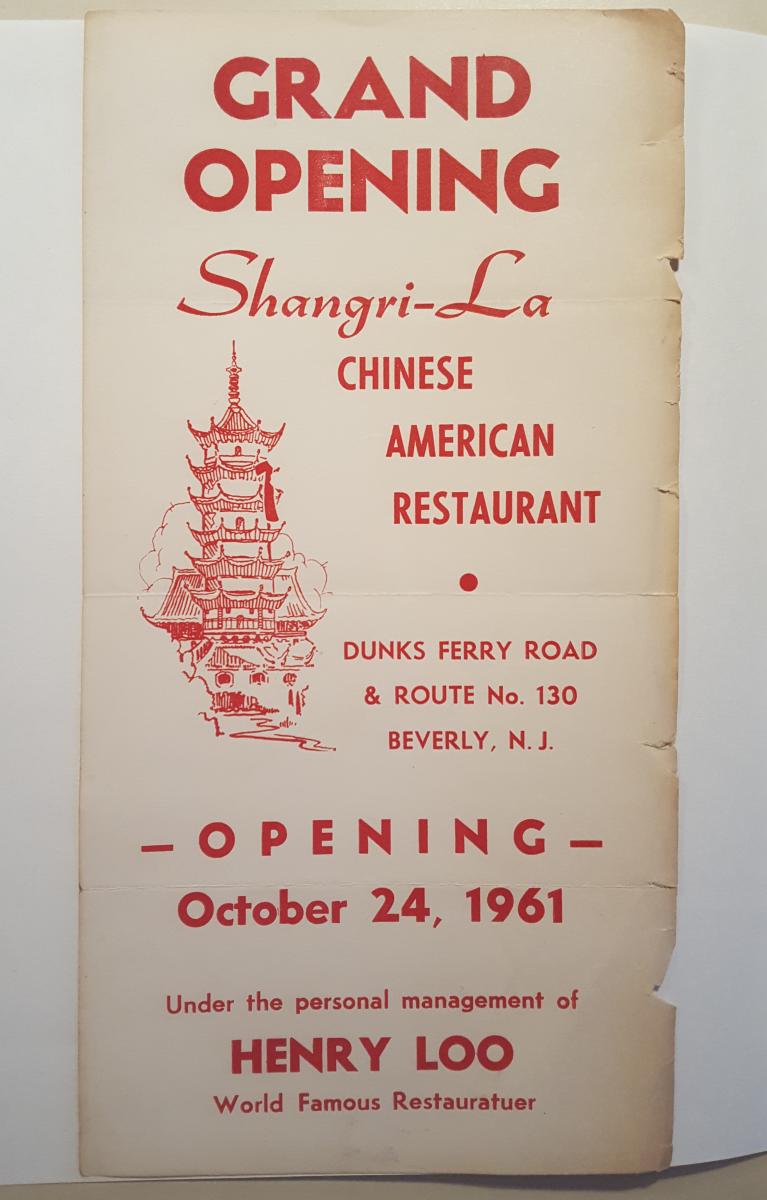 GRAND
OPENING
Shangri-La
CHINESE
AMERICAN
RESTAURANT
DUNKS FERRY ROAD
& ROUTE No. 130
BEVERLY, N. J.
— OPENING —
October 24, 1961
Under the personal management of
HENRY LOO
World Famous Restauratuer